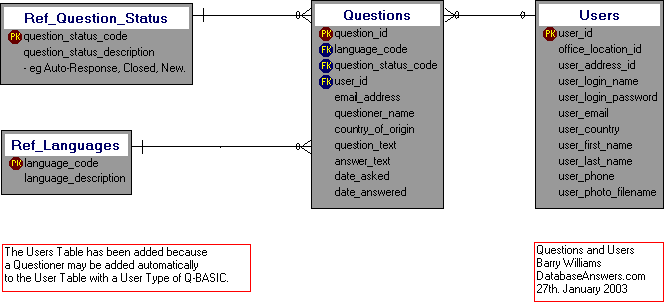 Ref_Question_Status
PK question_status_code
question_status_description
- eg Auto-Response, Closed, New.
Ref_Languages
PK language_code
language_description
Questions
PK question_id
FK language_code
FK question_status_code
FK user_id
email_address
questioner_name
country_of_origin
question_text
answer_text
date_asked
date_answered
Users
PK user_id
office_location_id
user_address_id
user_login_name
user_login_password
user_email
user_country
user_first_name
user_last_name
user_phone
user_photo_filename
The Users Table has been added because
a Questioner may be added automatically
to the User Table with a User Type of Q-BASIC.
Questions and Users
Barry Williams
DatabaseAnswers.com
27th. January 2003